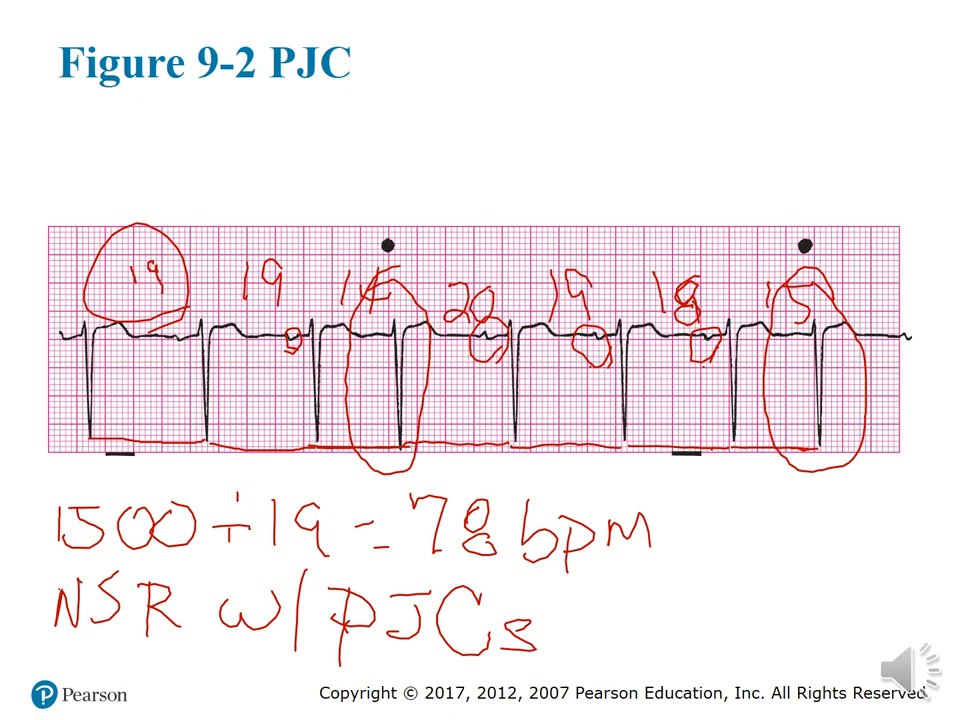 Figure 9-2 PJC
19 19 14 20 19 18 15
1500 ÷ 19 = 78 bpm
NSR w/ PJCs
Pearson
Copyright © 2017, 2012, 2007 Pearson Education, Inc. All Rights Reserved